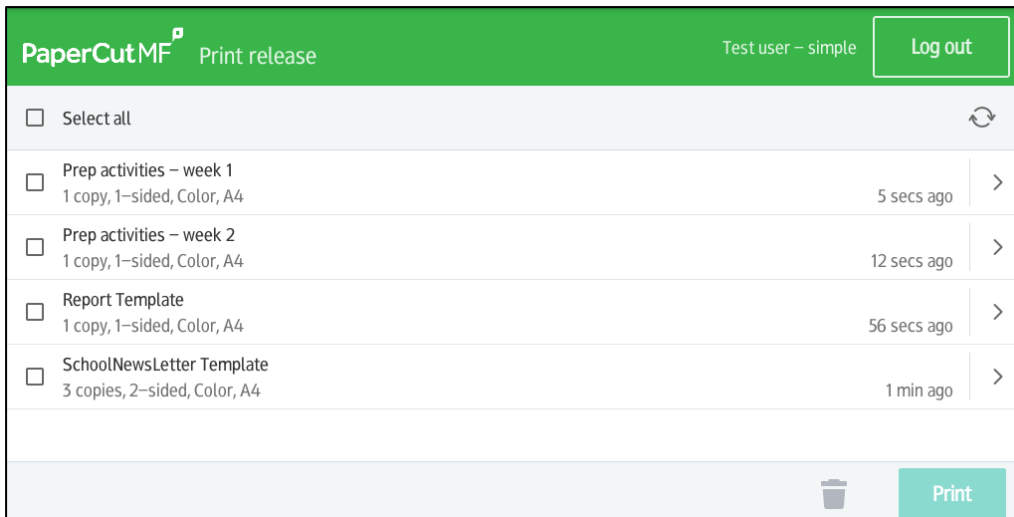 PaperCutMF Print release Test user – simple Log out
Select all
Prep activities – week 1
1 copy, 1–sided, Color, A4 5 secs ago
Prep activities – week 2
1 copy, 1–sided, Color, A4 12 secs ago
Report Template
1 copy, 1–sided, Color, A4 56 secs ago
SchoolNewsLetter Template
3 copies, 2–sided, Color, A4 1 min ago
Print